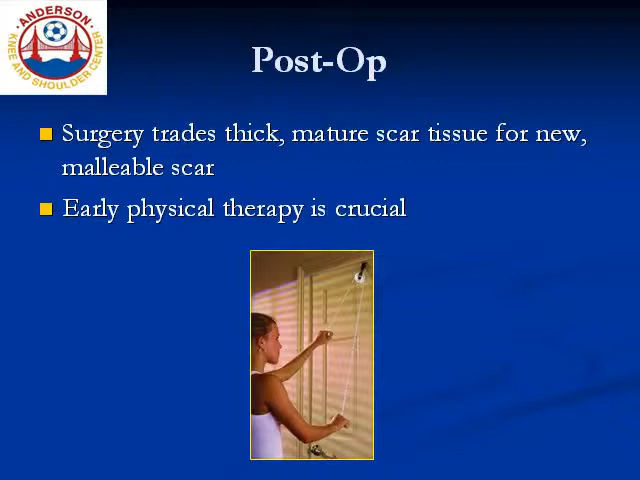 ANDERSON
KNEE AND SHOULDER CENTER
Post-Op
Surgery trades thick, mature scar tissue for new,
malleable scar
Early physical therapy is crucial